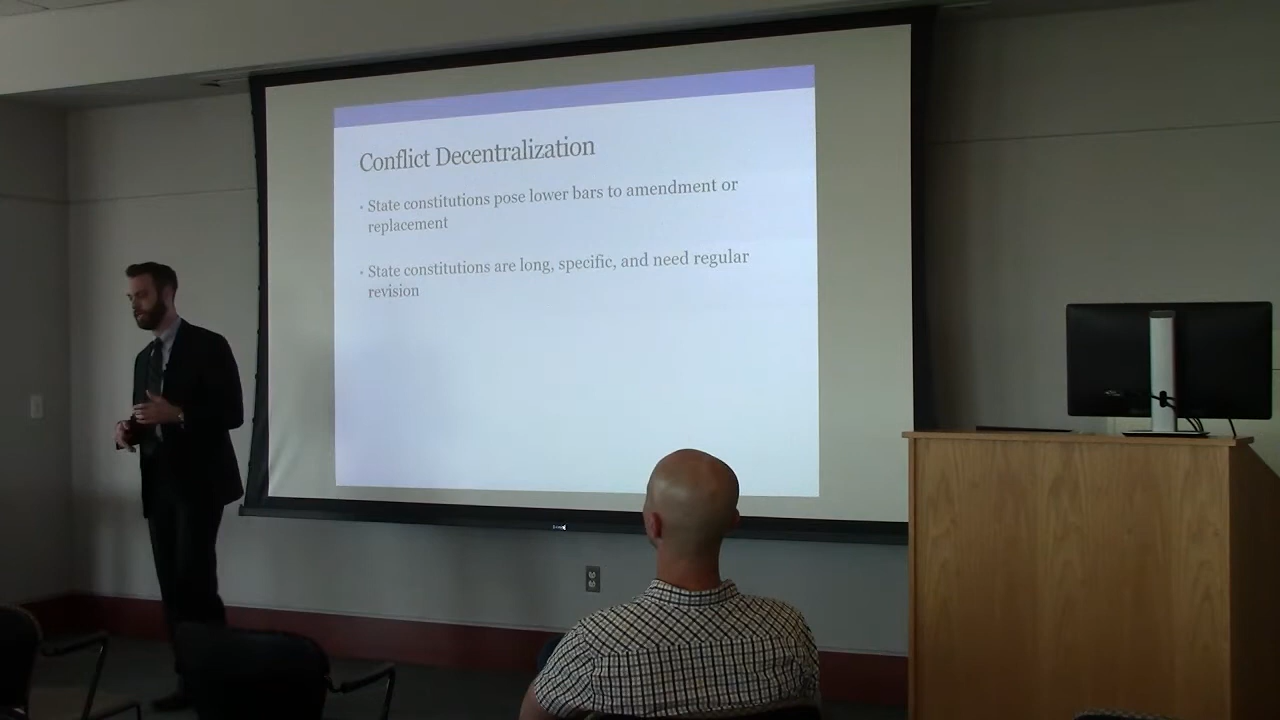 Conflict Decentralization
• State constitutions pose lower bars to amendment or
replacement
• State constitutions are long, specific, and need regular
revision